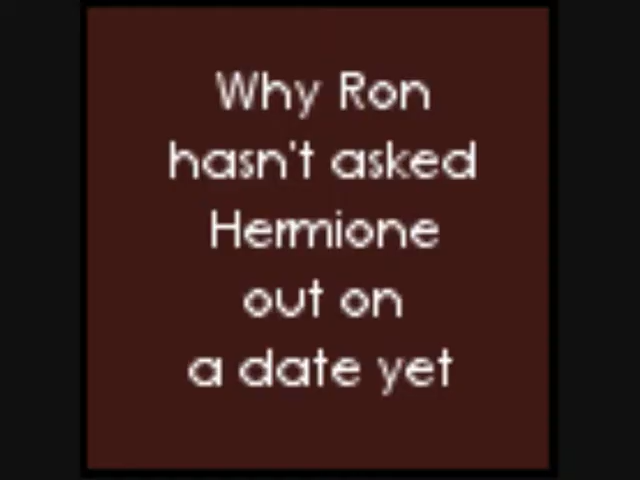 Why Ron
hasn't asked
Hermione
out on
a date yet